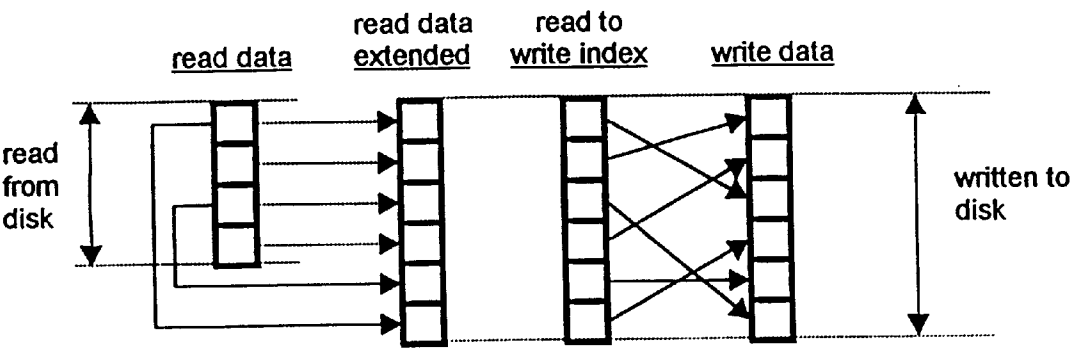 read data
read data
extended
read to
write index
write data
read
from
disk
written to
disk